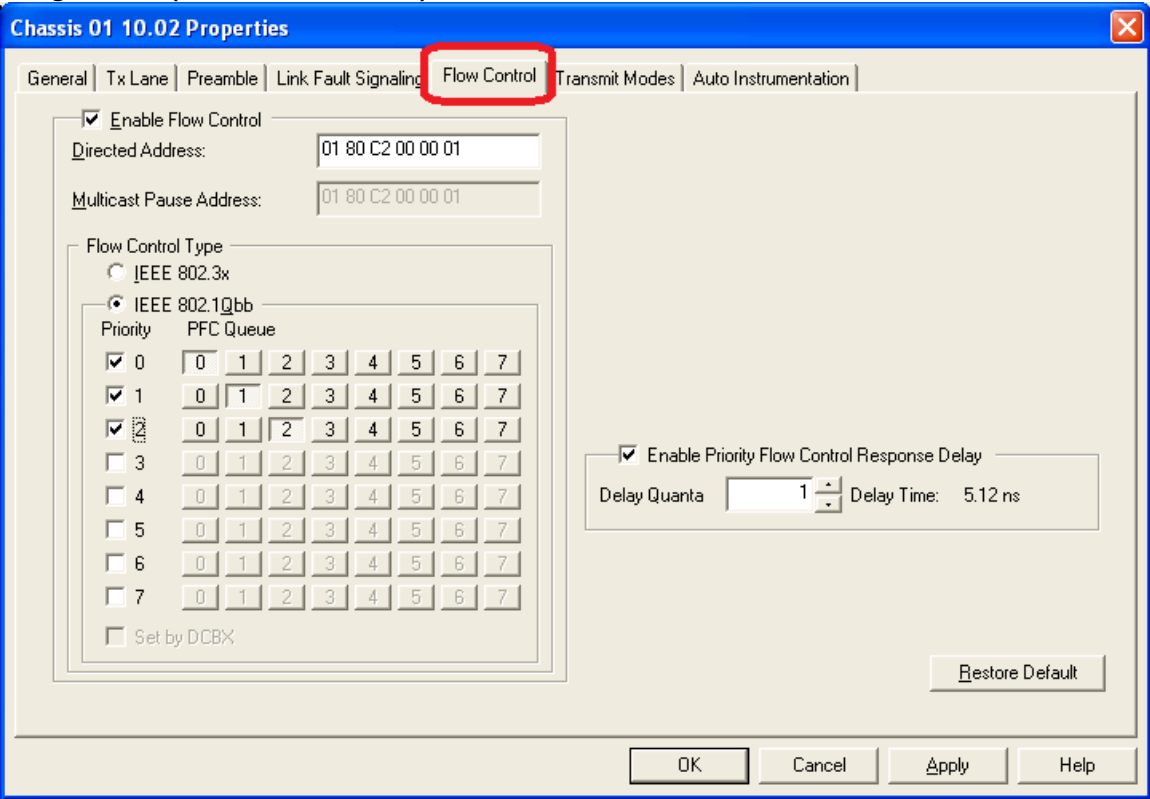 Chassis 01 10.02 Properties
General Tx Lane Preamble Link Fault Signaling Flow Control Transmit Modes Auto Instrumentation
Enable Flow Control
Directed Address: 01 80 C2 00 00 01
Multicast Pause Address: 01 80 C2 00 00 01
Flow Control Type
IEEE 802.3x
IEEE 802.1Qbb
Priority PFC Queue
0 0 1 2 3 4 5 6 7
1 0 1 2 3 4 5 6 7
2 0 1 2 3 4 5 6 7
3 0 1 2 3 4 5 6 7
4 0 1 2 3 4 5 6 7
5 0 1 2 3 4 5 6 7
6 0 1 2 3 4 5 6 7
7 0 1 2 3 4 5 6 7
Set by DCBX
Enable Priority Flow Control Response Delay
Delay Quanta 1 Delay Time: 5.12 ns
Restore Default
OK Cancel Apply Help